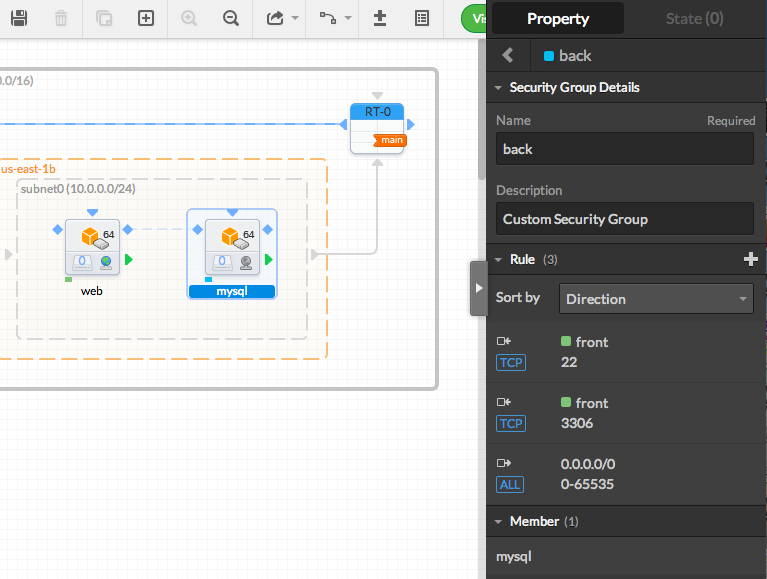 Property
State (0)
back
Security Group Details
Name
Required
back
Description
Custom Security Group
Rule (3)
Sort by
Direction
front
TCP
22
front
TCP
3306
0.0.0.0/0
ALL
0-65535
Member (1)
mysql
.0/16)
RT-0
main
us-east-1b
subnet0 (10.0.0.0/24)
64
0
web
64
0
mysql